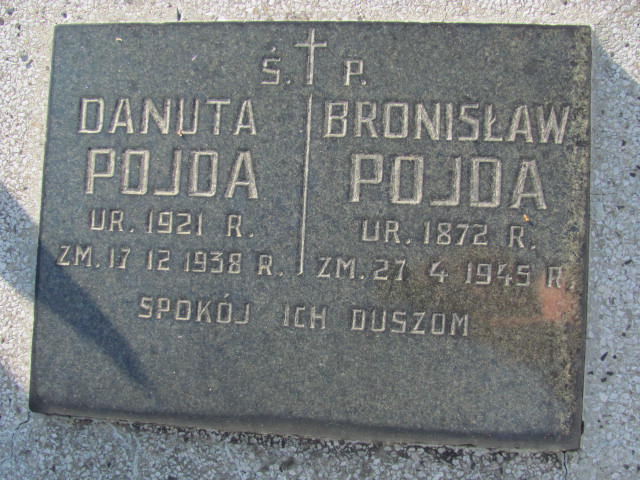 Ś. P.
DANUTA
POJDA
UR. 1921 R.
ZM. 17 12 1938 R.
BRONISŁAW
POJDA
UR. 1872 R.
ZM. 27 4 1945 R.
SPOKÓJ ICH DUSZOM